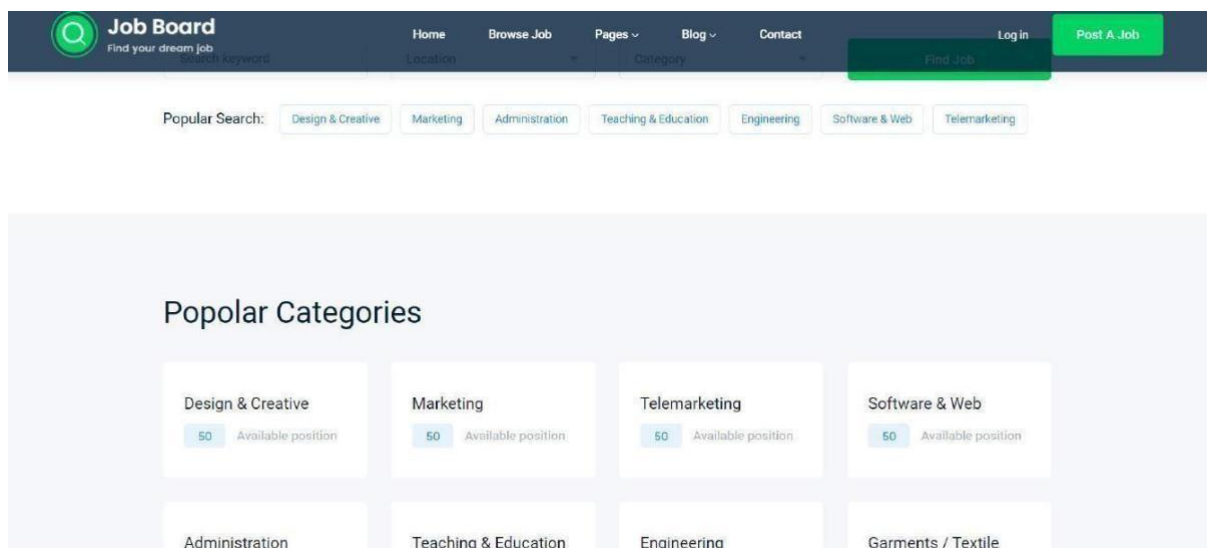 Job Board
Find your dream job
Home Browse Job Pages Blog Contact Log in Post A Job
Search keyword Location Category Find Job
Popular Search: Design & Creative Marketing Administration Teaching & Education Engineering Software & Web Telemarketing
Popolar Categories
Design & Creative Marketing Telemarketing Software & Web
50 Available position 50 Available position 50 Available position 50 Available position
Administration Teaching & Education Engineering Garments / Textile